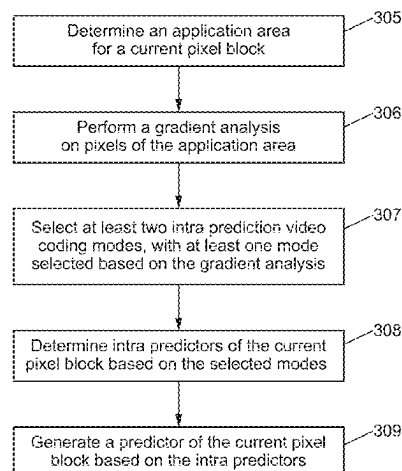 Determine an application area
for a current pixel block
305
Perform a gradient analysis
on pixels of the application area
306
Select at least two intra prediction video
coding modes, with at least one mode
selected based on the gradient analysis
307
Determine intra predictors of the current
pixel block based on the selected modes
308
Generate a predictor of the current pixel
block based on the intra predictors
309